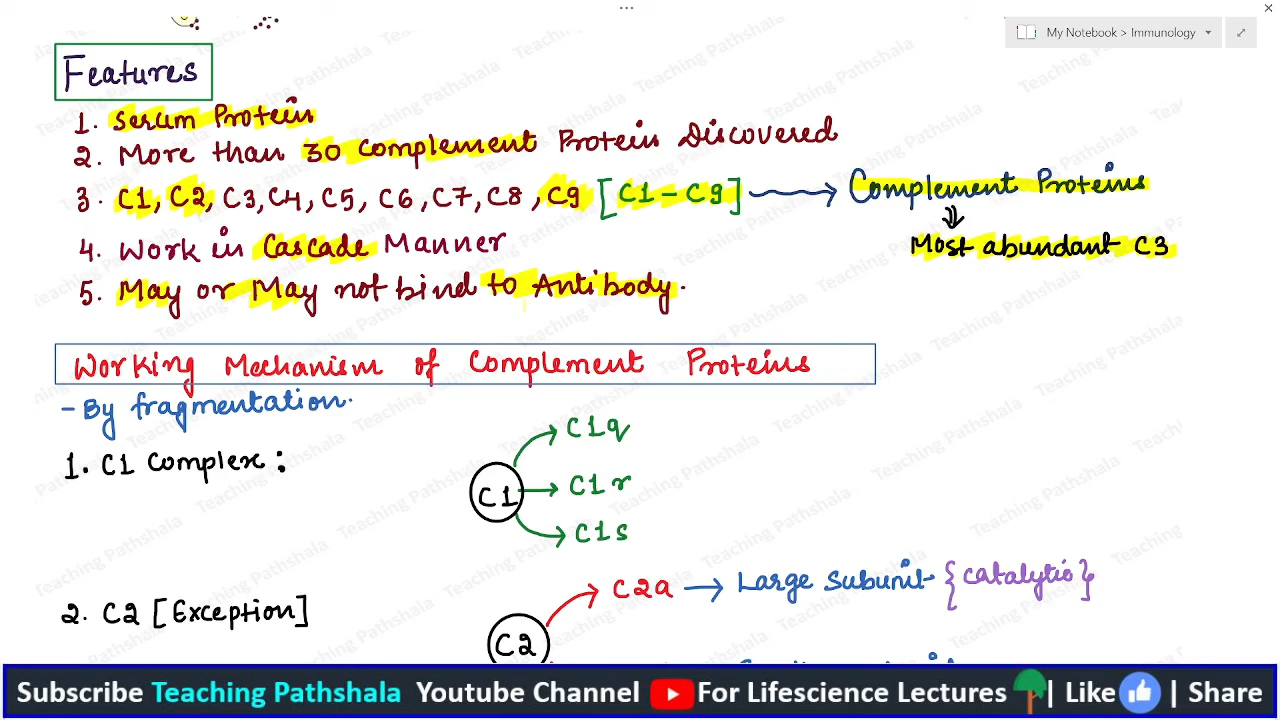 My Notebook > Immunology
Features
1. Serum Protein
2. More than 30 Complement Protein Discovered
3. C1, C2, C3, C4, C5, C6, C7, C8, C9 [C1-C9] → Complement Proteins
⇓
Most abundant C3
4. Work in Cascade Manner
5. May or May not bind to Antibody.
Working Mechanism of Complement Proteins
- By fragmentation.
1. C1 Complex :
C1
C1q
C1r
C1s
2. C2 [Exception]
C2
C2a → Large Subunit {Catalytic}
Subscribe Teaching Pathshala Youtube Channel For Lifescience Lectures | Like | Share